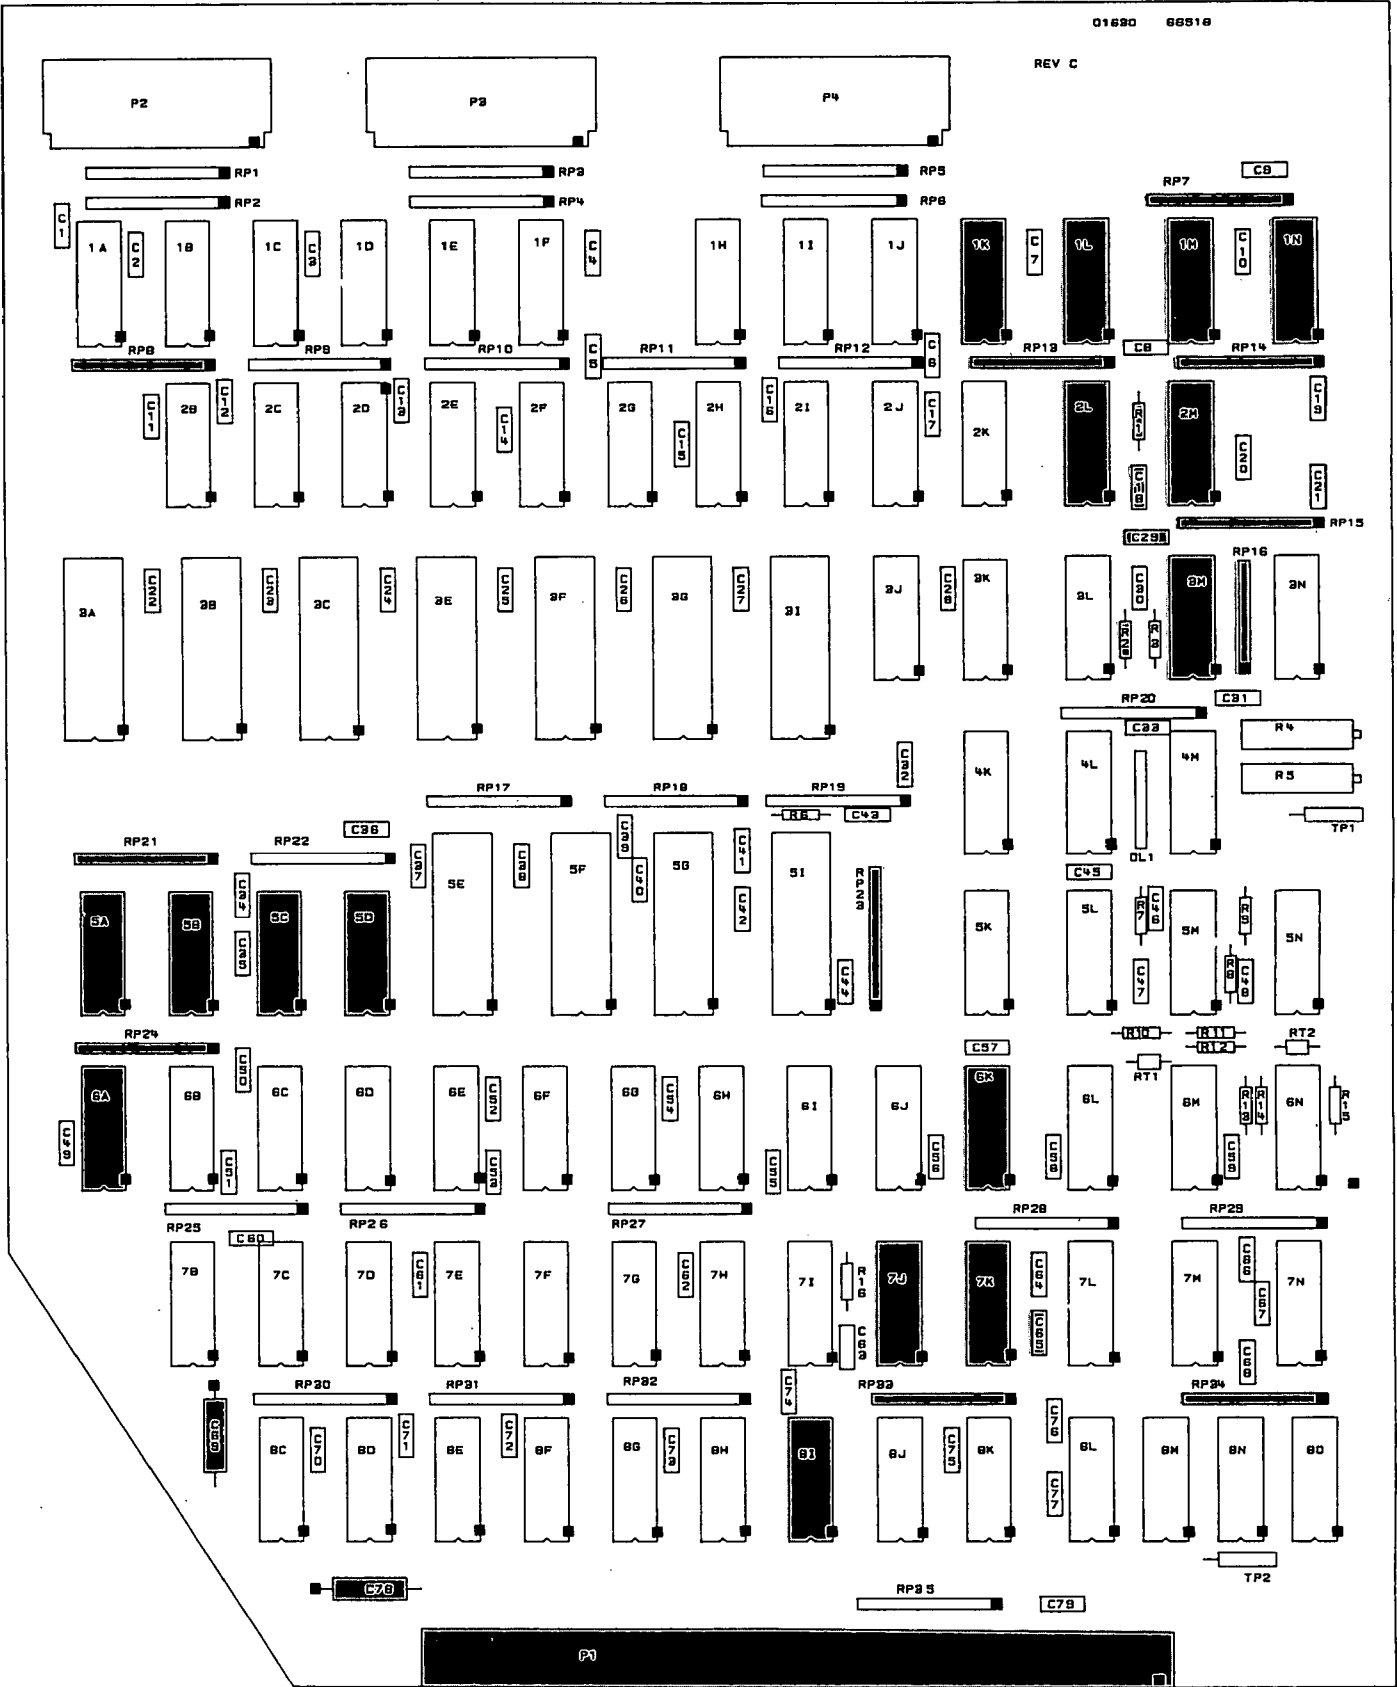 01630 66518
REV C
P2 P3 P4
RP1 RP3 RP5
C9
RP7
RP2 RP4 RP6
C1
1A C2 1B 1C C3 1D 1E 1F C4 1H 1I 1J 1K C7 1L 1M C10 1N
RP8 RP9 RP10 C5 RP11 RP12 C6 RP13 C8 RP14
C11 2B C12 2C 2D C13 2E C14 2F 2G C15 2H C16 2I 2J C17 2K 2L R1 C18 2M C20 C19 C21
RP15
C29
RP16
3A C22 3B C23 3C C24 3E C25 3F C26 3G C27 3I 3J C28 3K 3L C30 R2 R3 3M 3N
RP20 C31
C33 R4
C32 4K 4L 4M R5
RP17 RP18 RP19
R6 C43 TP1
C36
RP21 RP22 C39 DL1
C37 C38 C40 C41 C42 RP23 C45
5A C34 C35 5B 5C 5D 5E 5F 5G 5I C44 5K 5L R7 C46 C47 5M R9 R8 C48 5N
RP24 R10 R11 RT2
C57 R12
RT1
C49 6A 6B C50 C51 6C 6D 6E C52 C53 6F 6G C54 6H C55 6I 6J C56 6K C58 6L 6M C59 R13 R14 6N R15
RP25 RP26 RP27 RP28 RP29
C60
7B 7C 7D C61 7E 7F 7G C62 7H 7I R16 C63 7J 7K C64 C65 7L 7M C66 C67 C68 7N
RP30 RP31 RP32 C74 RP33 RP34
C69 8C C70 8D C71 8E C72 8F 8G C73 8H 8I 8J C75 8K C76 C77 8L 8M 8N 8O
TP2
C78
RP35 C79
P1